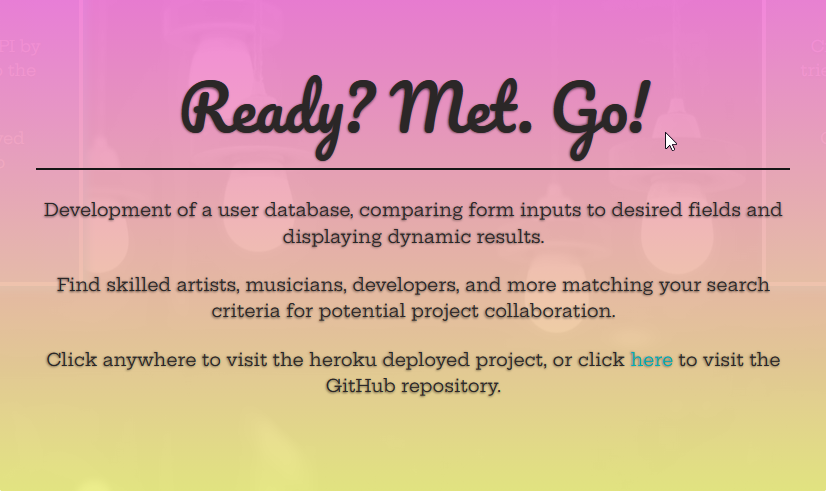 Ready? Met. Go!
Development of a user database, comparing form inputs to desired fields and
displaying dynamic results.
Find skilled artists, musicians, developers, and more matching your search
criteria for potential project collaboration.
Click anywhere to visit the heroku deployed project, or click here to visit the
GitHub repository.